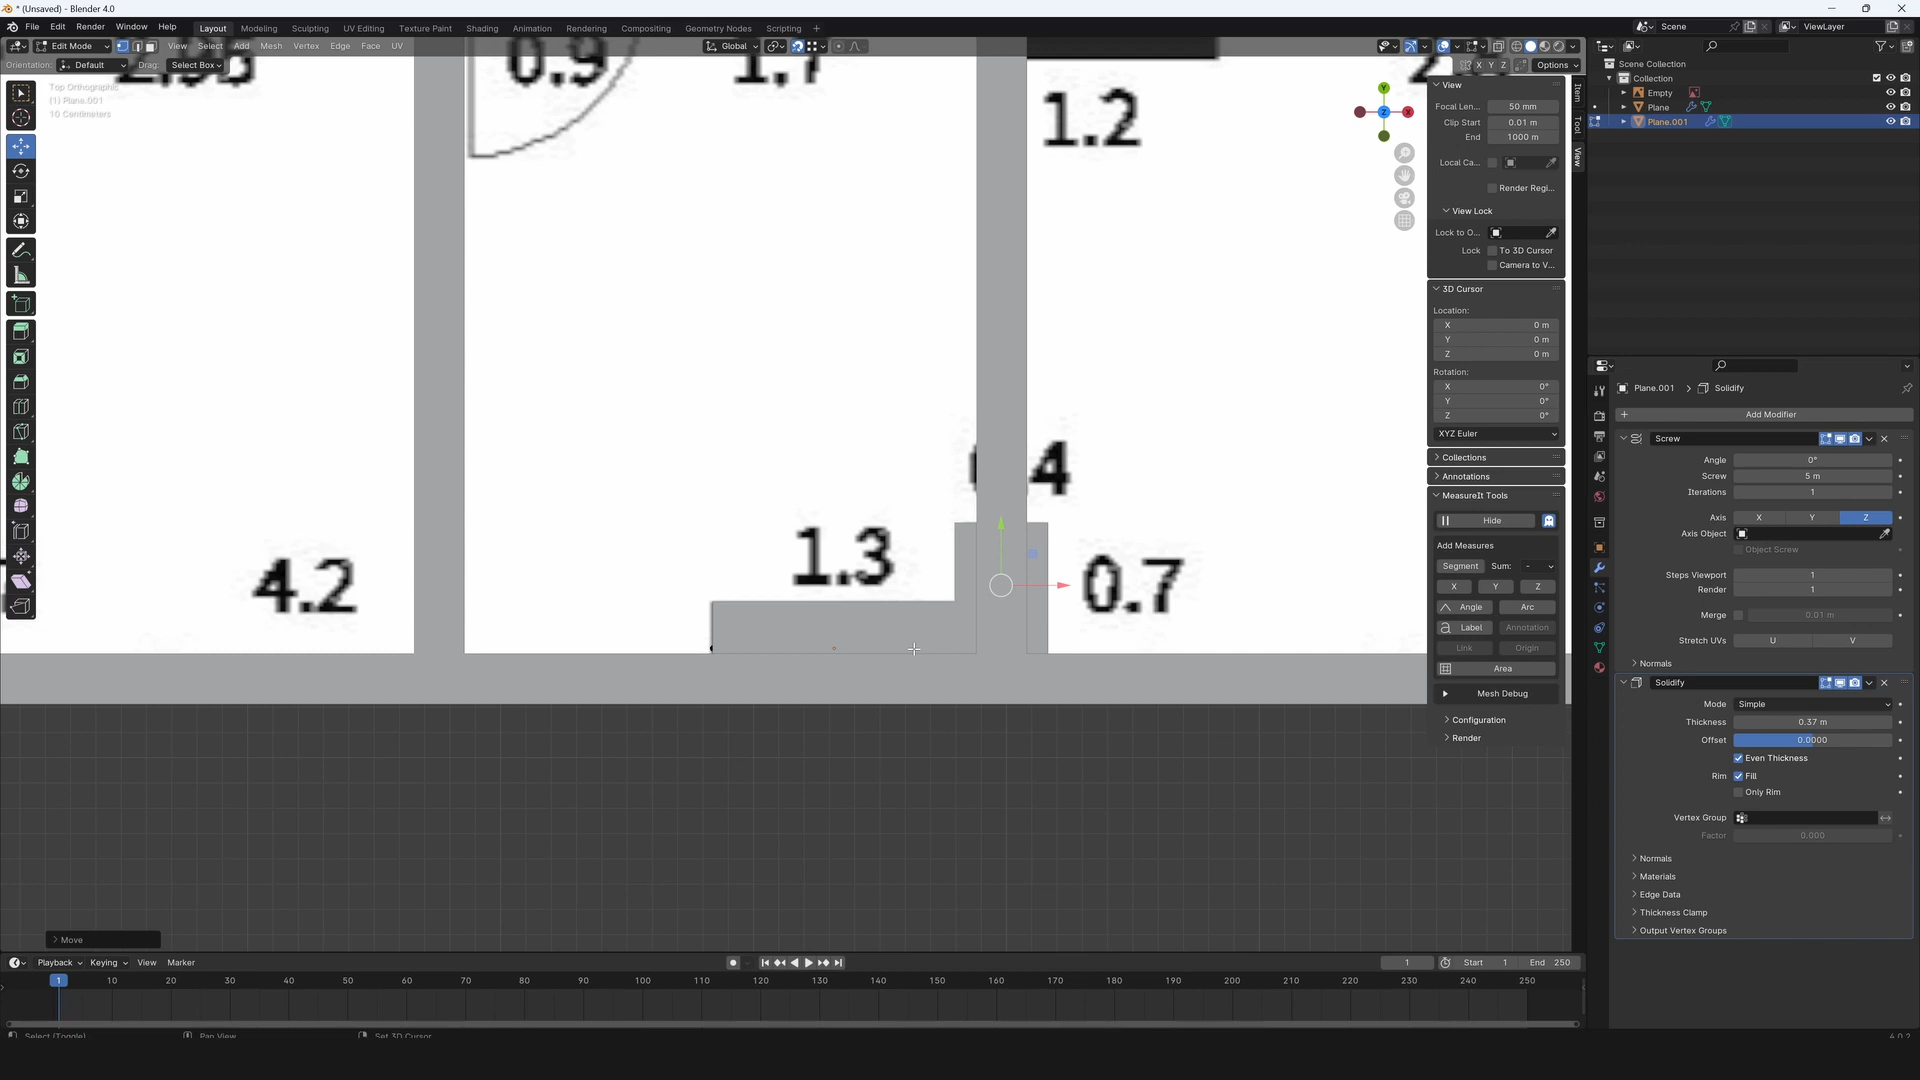 * (Unsaved) - Blender 4.0
File Edit Render Window Help Layout Modeling Sculpting UV Editing Texture Paint Shading Animation Rendering Compositing Geometry Nodes Scripting + Scene ViewLayer
Edit Mode View Select Add Mesh Vertex Edge Face UV Global
Orientation: Default Drag: Select Box X Y Z Options
Top Orthographic
(1) Plane.001
10 Centimeters
0.9
1.7
1.2
4
1.3
4.2
0.7
Y
Z
X
Item
Tool
View
View
Focal Len... 50 mm
Clip Start 0.01 m
End 1000 m
Local Ca...
Render Regi...
View Lock
Lock to O...
Lock To 3D Cursor
Camera to V...
3D Cursor
Location:
X 0 m
Y 0 m
Z 0 m
Rotation:
X 0°
Y 0°
Z 0°
XYZ Euler
Collections
Annotations
MeasureIt Tools
Hide
Add Measures
Segment Sum: -
X Y Z
Angle Arc
Label Annotation
Link Origin
Area
Mesh Debug
Configuration
Render
Scene Collection
Collection
Empty
Plane
Plane.001
Plane.001 > Solidify
+ Add Modifier
Screw
Angle 0°
Screw 5 m
Iterations 1
Axis X Y Z
Axis Object
Object Screw
Steps Viewport 1
Render 1
Merge 0.01 m
Stretch UVs U V
Normals
Solidify
Mode Simple
Thickness 0.37 m
Offset 0.0000
Even Thickness
Rim Fill
Only Rim
Vertex Group
Factor 0.000
Normals
Materials
Edge Data
Thickness Clamp
Output Vertex Groups
> Move
Playback Keying View Marker 1 Start 1 End 250
1 10 20 30 40 50 60 70 80 90 100 110 120 130 140 150 160 170 180 190 200 210 220 230 240 250
Select (Toggle) Pan View Set 3D Cursor 4.0.2